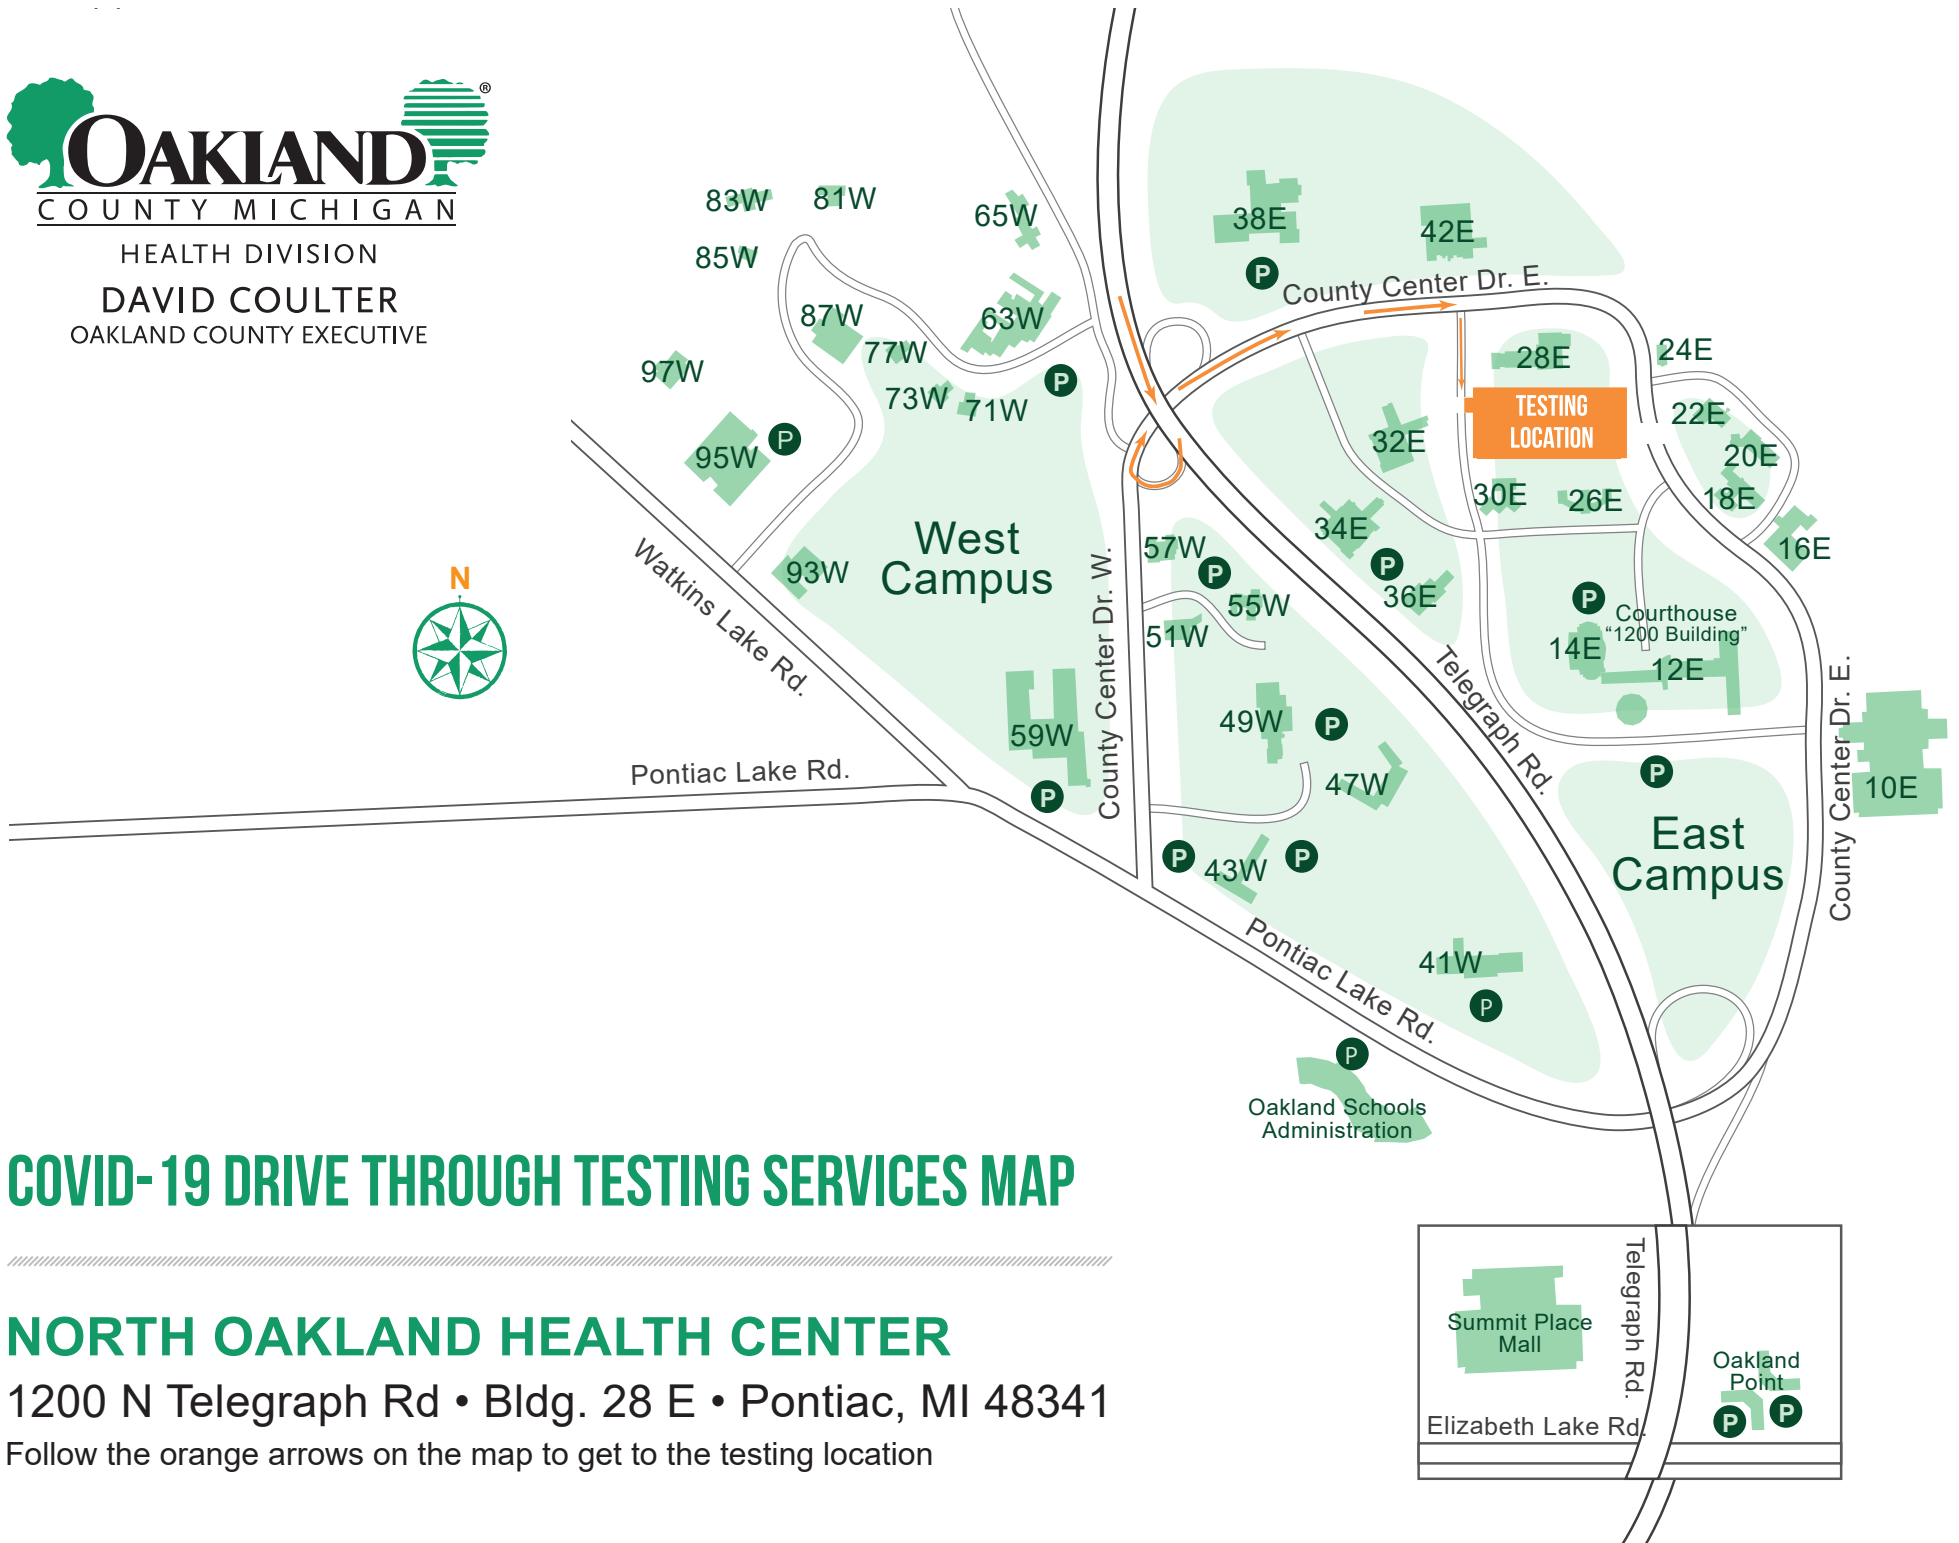 OAKLAND®
COUNTY MICHIGAN
HEALTH DIVISION
DAVID COULTER
OAKLAND COUNTY EXECUTIVE
83W
81W
65W
85W
87W
63W
77W
97W
73W
71W
P
95W
P
93W
West
Campus
Watkins Lake Rd.
Pontiac Lake Rd.
59W
P
County Center Dr. W.
N
38E
P
42E
County Center Dr. E.
28E
24E
TESTING
LOCATION
22E
20E
18E
16E
32E
30E
26E
34E
P
36E
57W
P
55W
51W
P
Courthouse
“1200 Building”
14E
12E
Telegraph Rd.
49W
P
47W
P
43W
P
P
East
Campus
County Center Dr. E.
10E
Pontiac Lake Rd.
41W
P
P
Oakland Schools
Administration
COVID-19 DRIVE THROUGH TESTING SERVICES MAP
NORTH OAKLAND HEALTH CENTER
1200 N Telegraph Rd • Bldg. 28 E • Pontiac, MI 48341
Follow the orange arrows on the map to get to the testing location
Telegraph Rd.
Summit Place
Mall
Oakland
Point
P
P
Elizabeth Lake Rd.